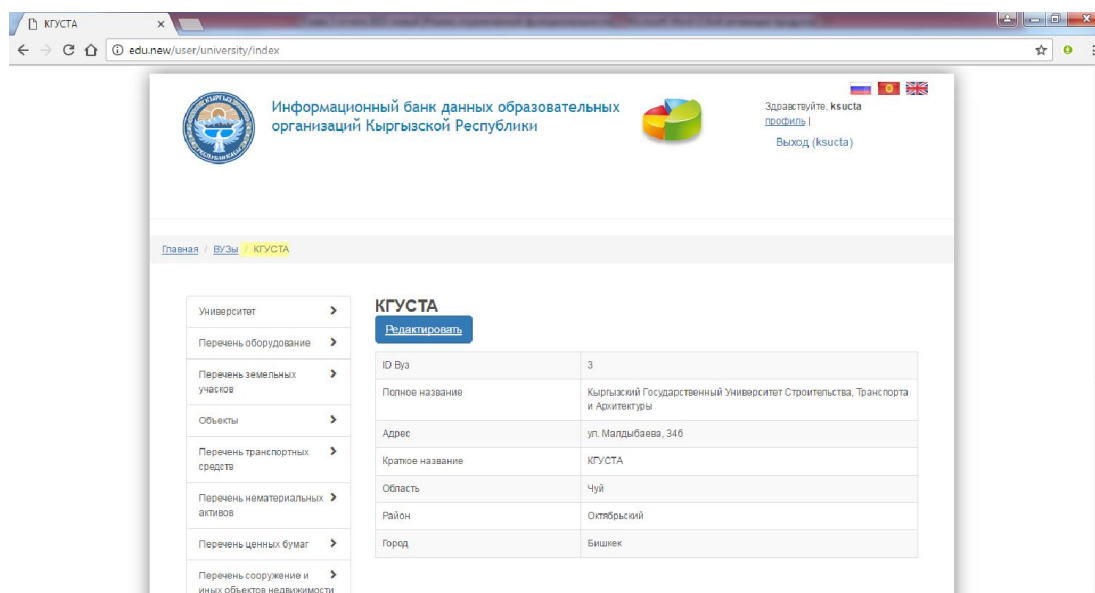 КГУСТА
edu.new/user/university/index
Информационный банк данных образовательных
организаций Кыргызской Республики
Здравствуйте, ksucta
профиль |
Выход (ksucta)
Главная / ВУЗы / КГУСТА
Университет
Перечень оборудование
Перечень земельных
учасков
Объекты
Перечень транспортных
средств
Перечень нематериальных
активов
Перечень ценных бумаг
Перечень сооружение и
иных объектов недвижимости
КГУСТА
Редактировать
ID Вуа 3
Полное название Кыргызский Государственный Университет Строительства, Транспорта
и Архитектуры
Адрес ул. Малдыбаева, 34б
Краткое название КГУСТА
Область Чуй
Район Октябрьский
Город Бишкек